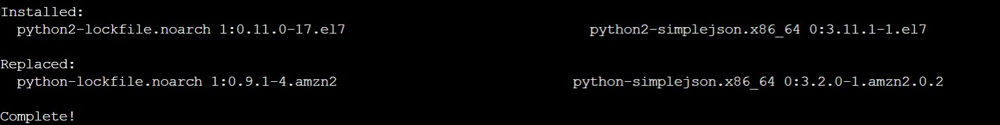 Installed:
  python2-lockfile.noarch 1:0.11.0-17.el7                             python2-simplejson.x86_64 0:3.11.1-1.el7

Replaced:
  python-lockfile.noarch 1:0.9.1-4.amzn2                            python-simplejson.x86_64 0:3.2.0-1.amzn2.0.2

Complete!